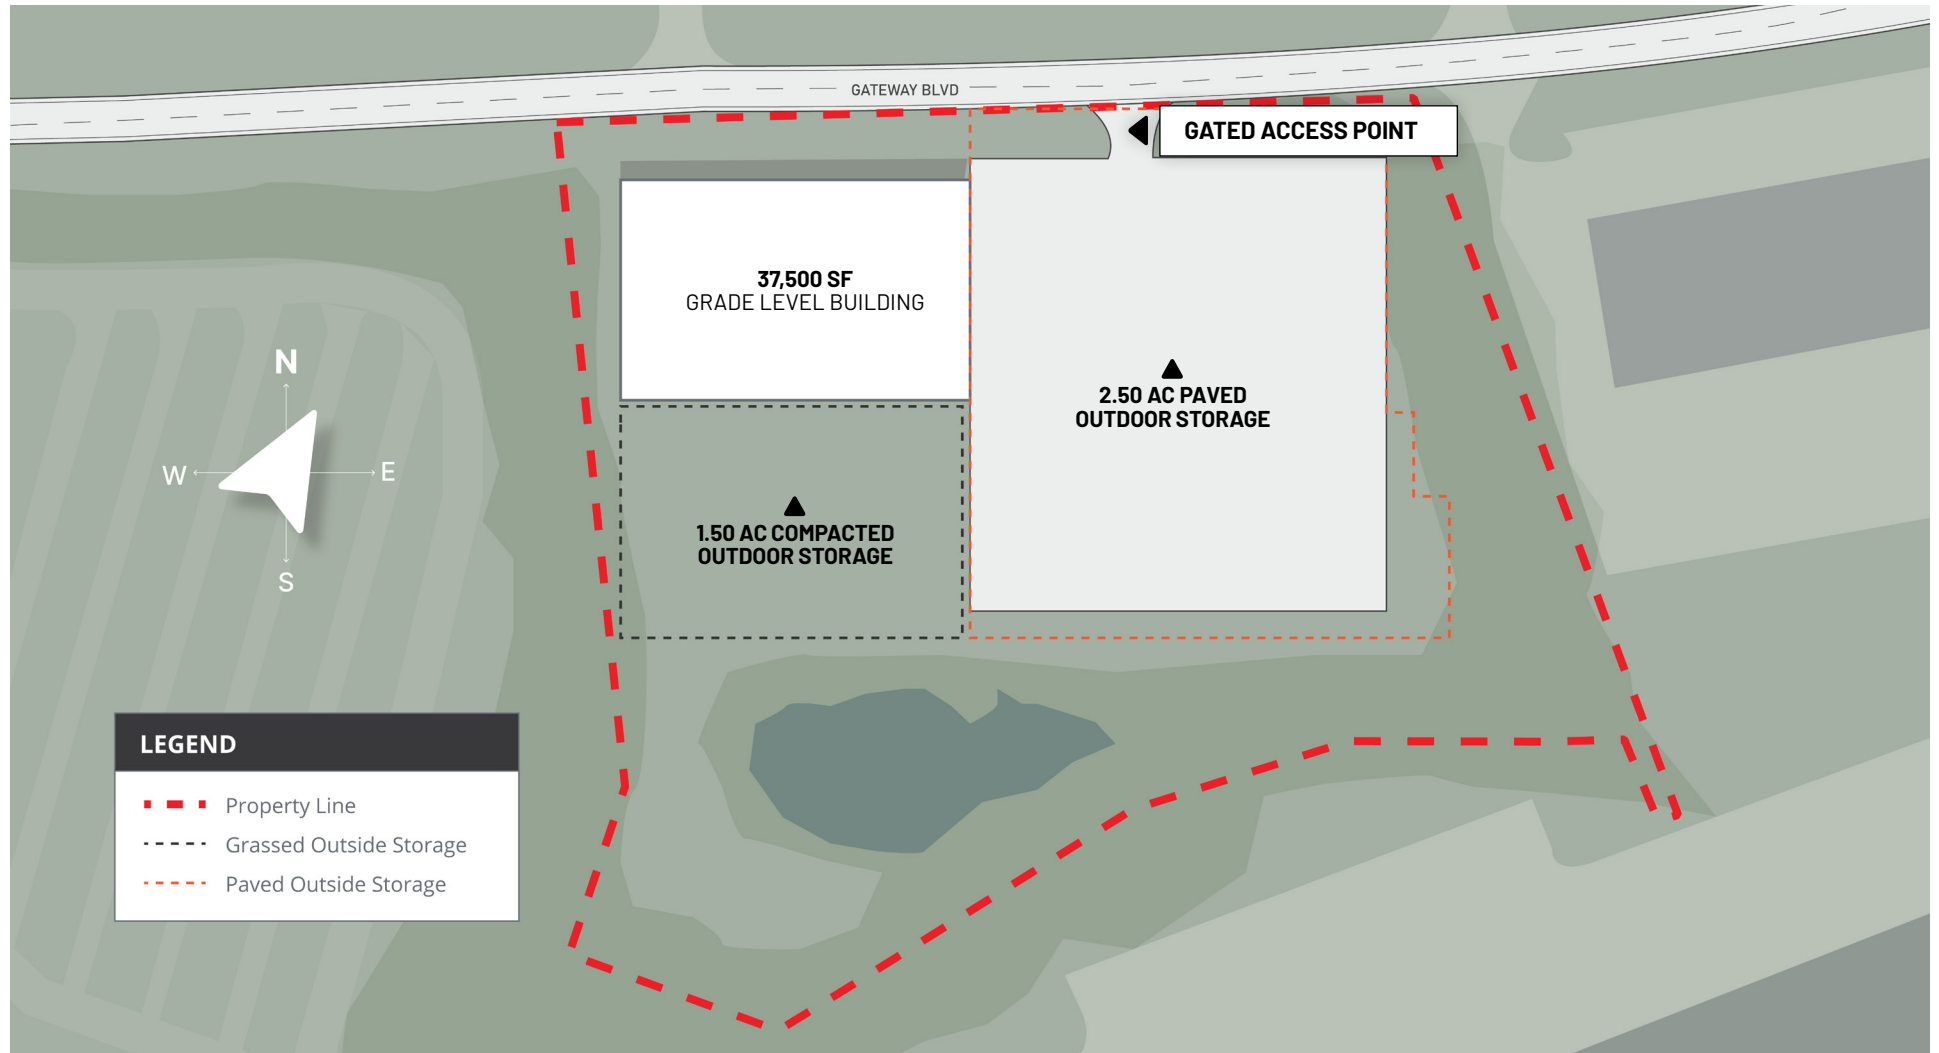 GATEWAY BLVD
GATED ACCESS POINT
37,500 SF
GRADE LEVEL BUILDING
2.50 AC PAVED
OUTDOOR STORAGE
1.50 AC COMPACTED
OUTDOOR STORAGE
N
W
E
S
LEGEND
Property Line
Grassed Outside Storage
Paved Outside Storage